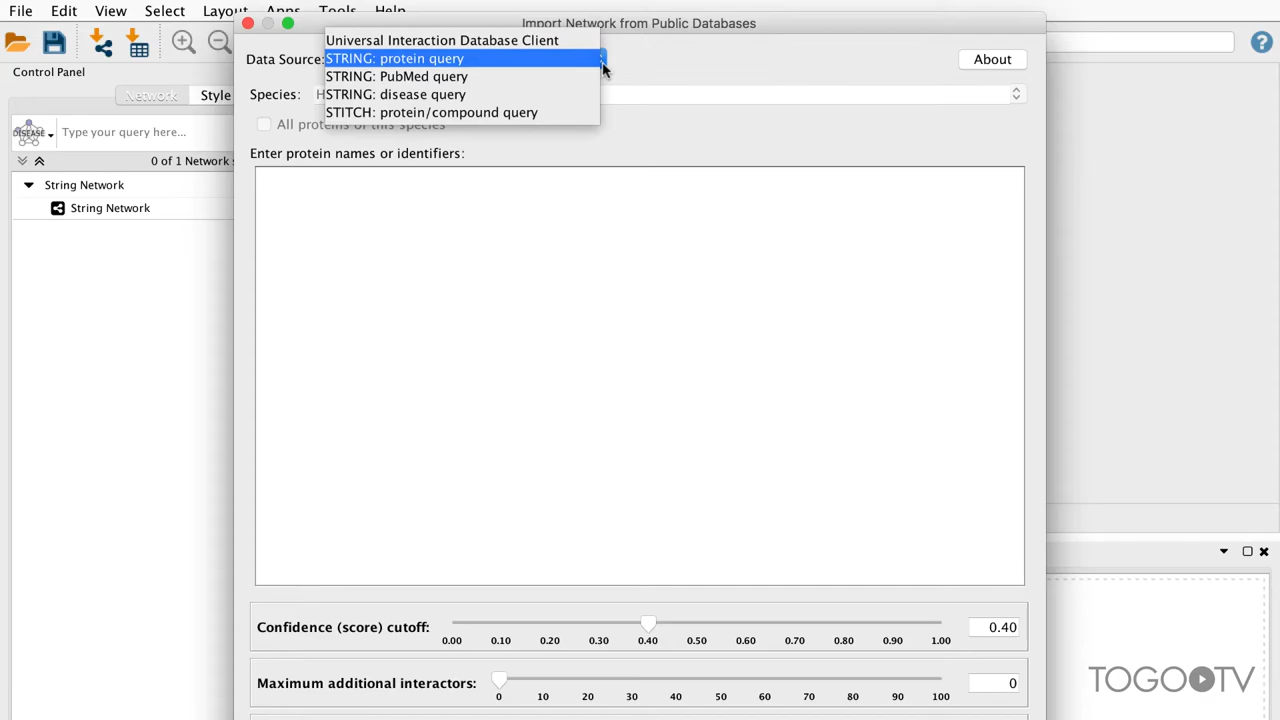 File Edit View Select Layout Apps Tools Help
Import Network from Public Databases
Universal Interaction Database Client
Data Source:
STRING: protein query
About
STRING: PubMed query
Species:
STRING: disease query
STITCH: protein/compound query
All proteins of this species
Control Panel
Network Style
DISEASE
Type your query here...
Enter protein names or identifiers:
0 of 1 Network
String Network
String Network
Confidence (score) cutoff:
0.00 0.10 0.20 0.30 0.40 0.50 0.60 0.70 0.80 0.90 1.00
0.40
Maximum additional interactors:
0 10 20 30 40 50 60 70 80 90 100
0
TOGO TV